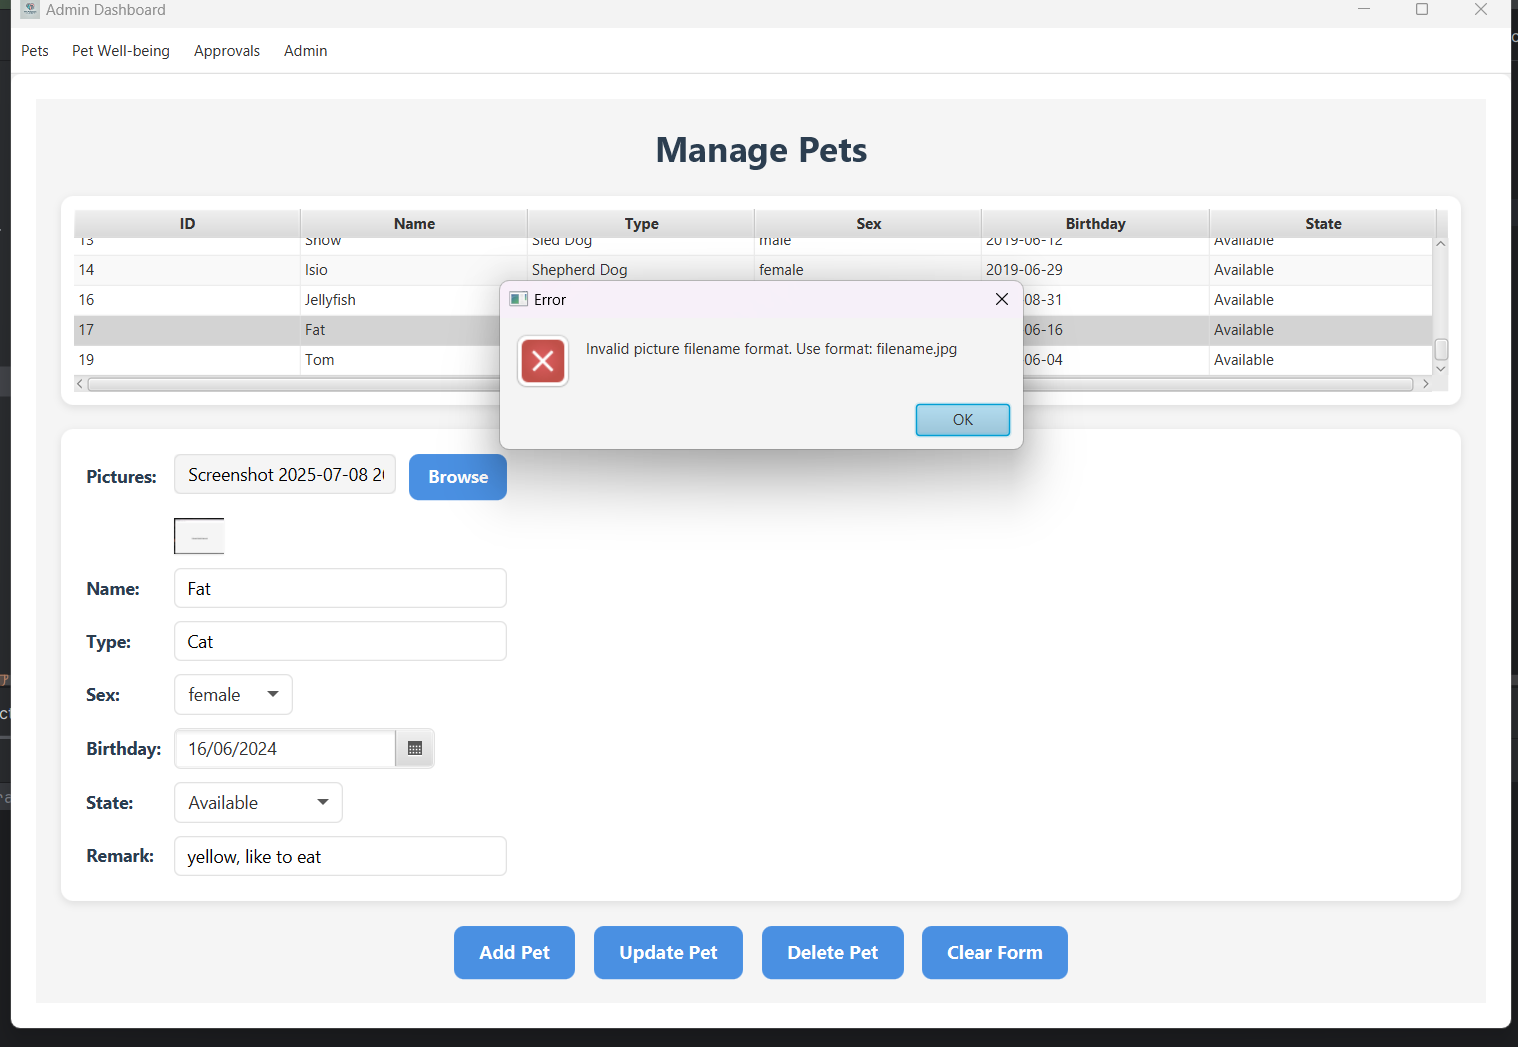 Admin Dashboard
Pets Pet Well-being Approvals Admin
Manage Pets
ID Name Type Sex Birthday State
13 Snow Sled Dog male 2019-06-12 Available
14 Isio Shepherd Dog female 2019-06-29 Available
16 Jellyfish 08-31 Available
17 Fat 06-16 Available
19 Tom 06-04 Available
Error
Invalid picture filename format. Use format: filename.jpg
OK
Pictures: Screenshot 2025-07-08 Browse
Name: Fat
Type: Cat
Sex: female
Birthday: 16/06/2024
State: Available
Remark: yellow, like to eat
Add Pet Update Pet Delete Pet Clear Form